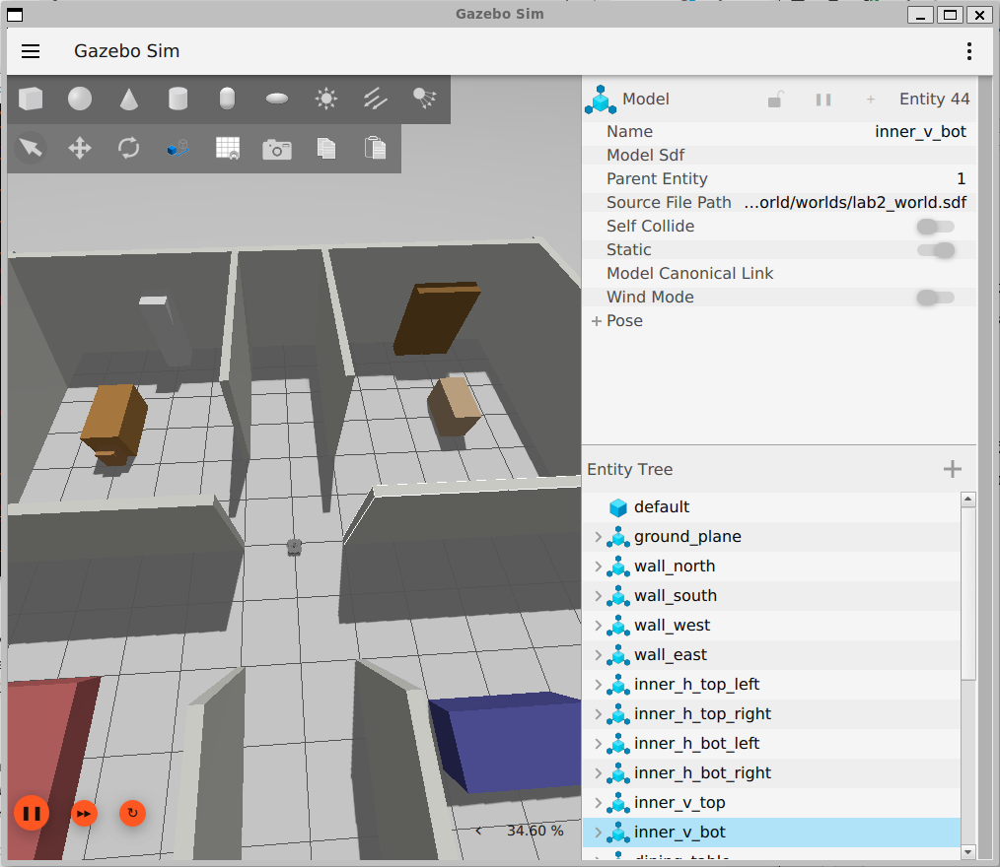 Gazebo Sim
Gazebo Sim
Model Entity 44
Name inner_v_bot
Model Sdf
Parent Entity 1
Source File Path ...orld/worlds/lab2_world.sdf
Self Collide
Static
Model Canonical Link
Wind Mode
+ Pose
Entity Tree
default
ground_plane
wall_north
wall_south
wall_west
wall_east
inner_h_top_left
inner_h_top_right
inner_h_bot_left
inner_h_bot_right
inner_v_top
inner_v_bot
dining_table
34.60 %